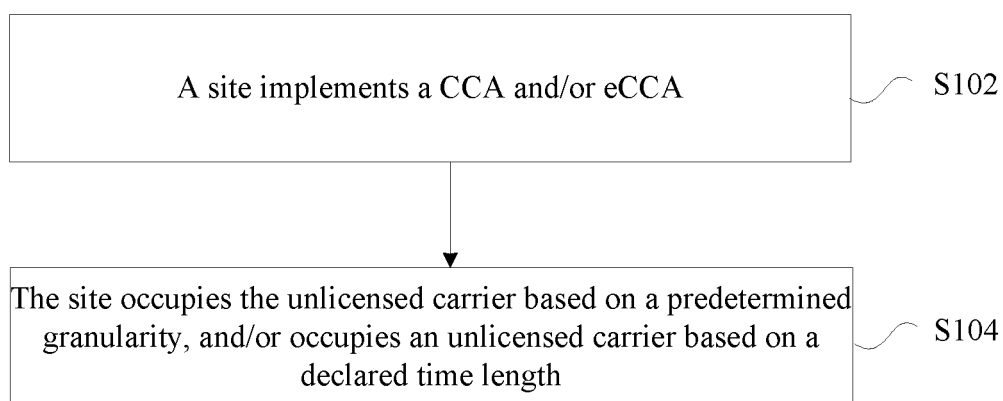 A site implements a CCA and/or eCCA
S102
The site occupies the unlicensed carrier based on a predetermined
granularity, and/or occupies an unlicensed carrier based on a
declared time length
S104